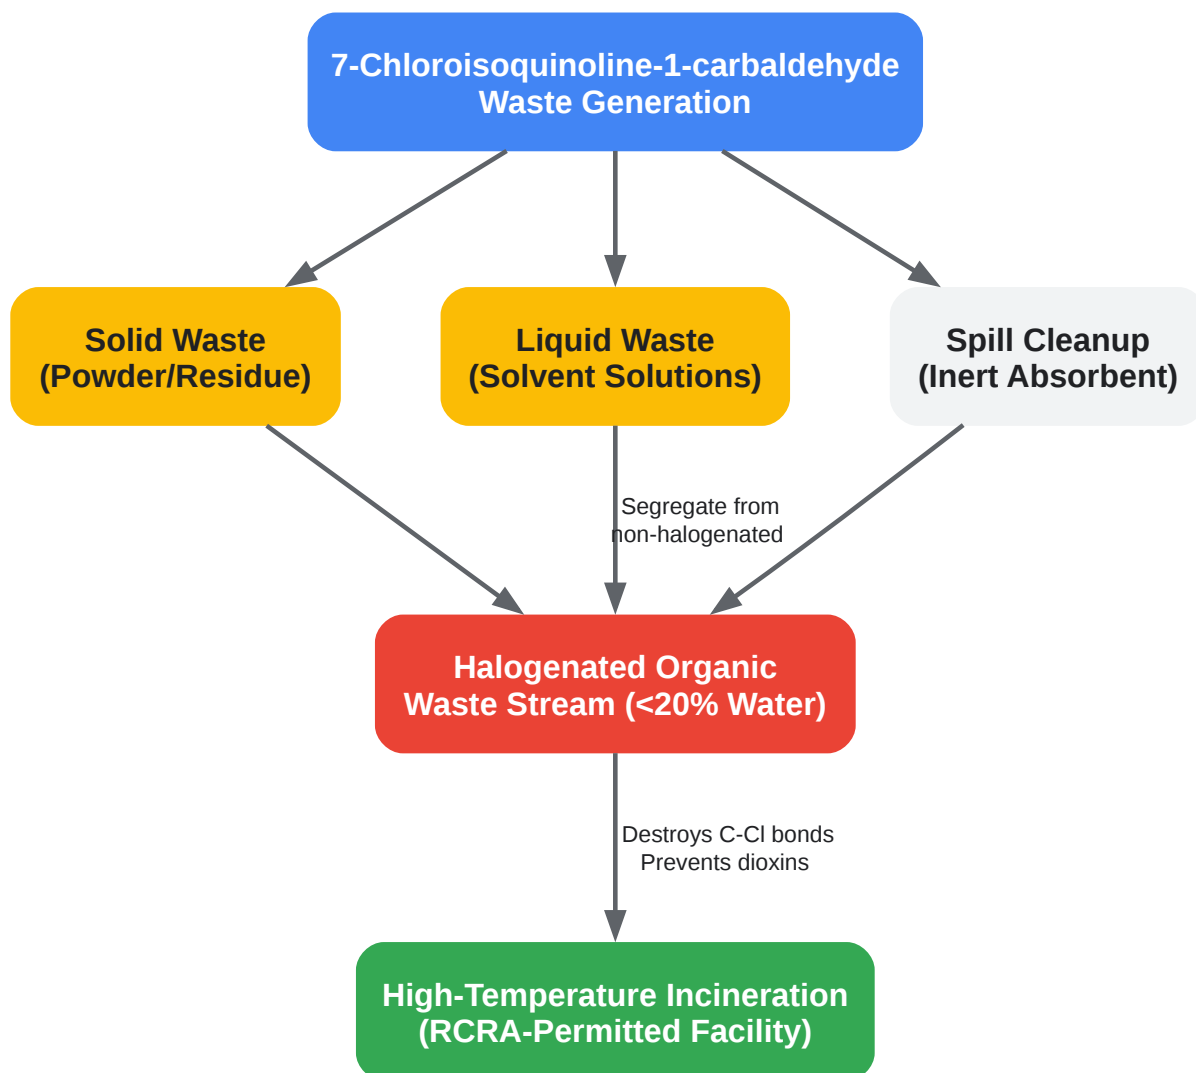 7-Chloroisoquinoline-1-carbaldehyde
Waste Generation
Solid Waste
(Powder/Residue)
Liquid Waste
(Solvent Solutions)
Spill Cleanup
(Inert Absorbent)
Segregate from
non-halogenated
Halogenated Organic
Waste Stream (<20% Water)
Destroys C-Cl bonds
Prevents dioxins
High-Temperature Incineration
(RCRA-Permitted Facility)